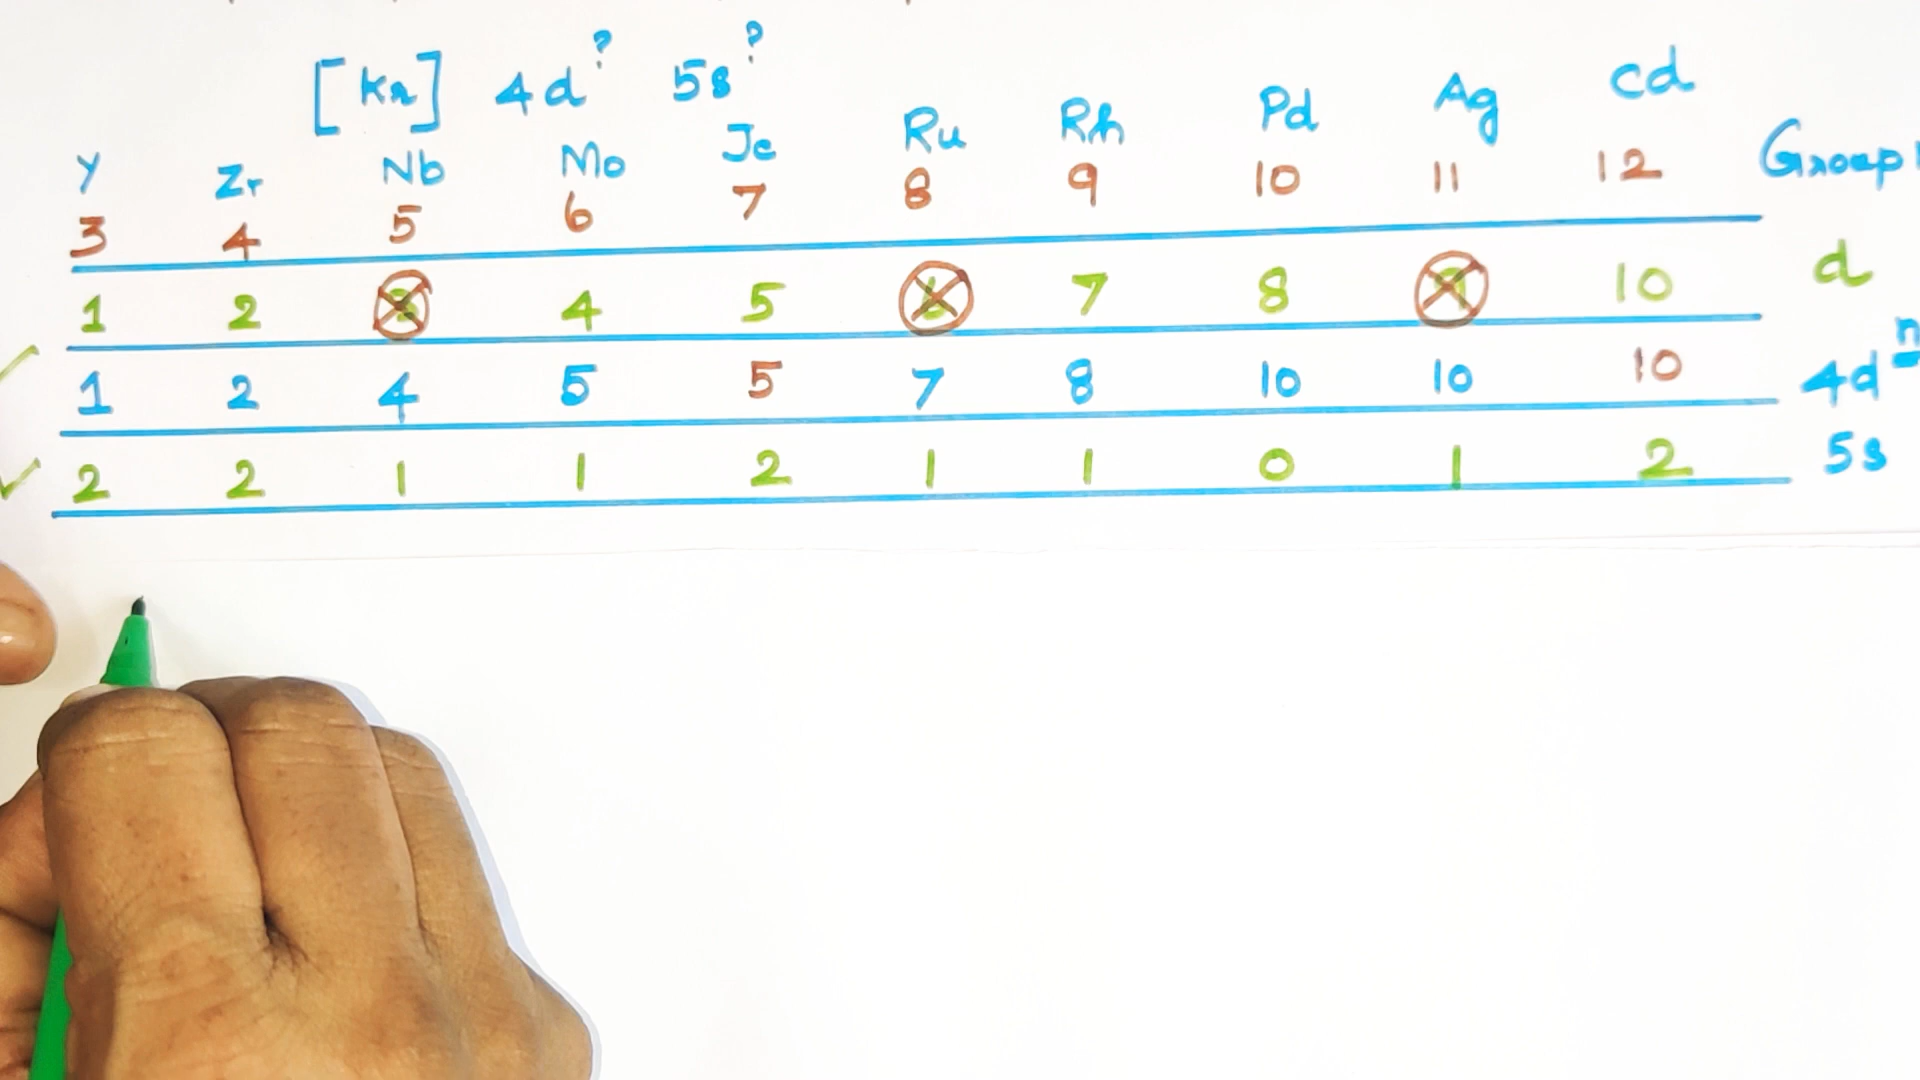 [Kr] 4d? 5s?
Y Zr Nb Mo Tc Ru Rh Pd Ag Cd
3 4 5 6 7 8 9 10 11 12 Group
1 2 4 5 7 8 10 d
1 2 4 5 5 7 8 10 10 10 4dⁿ
2 2 1 1 2 1 1 0 1 2 5s